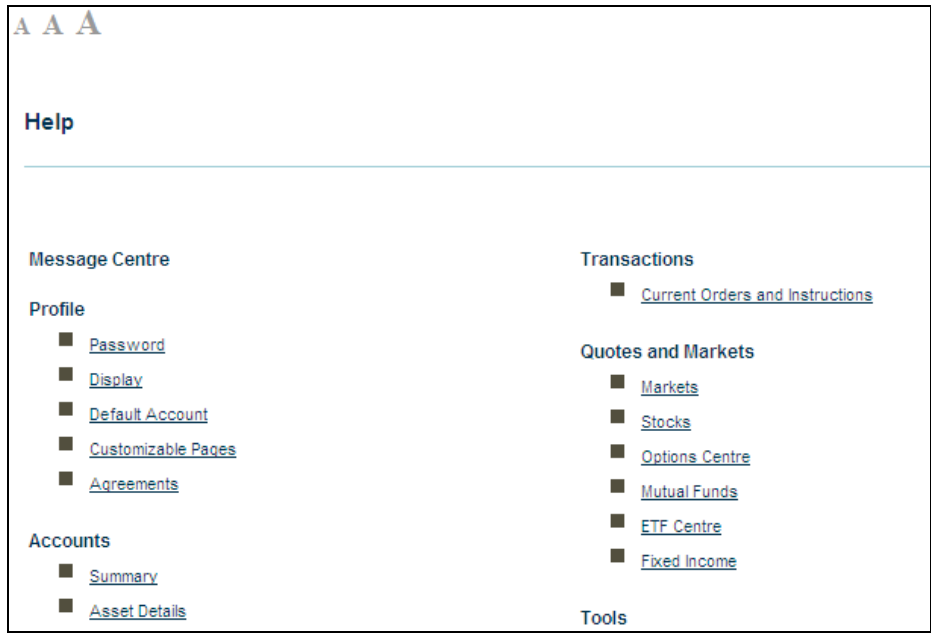 A A A
Help
Message Centre
Profile
Password
Display
Default Account
Customizable Pages
Agreements
Accounts
Summary
Asset Details
Transactions
Current Orders and Instructions
Quotes and Markets
Markets
Stocks
Options Centre
Mutual Funds
ETF Centre
Fixed Income
Tools